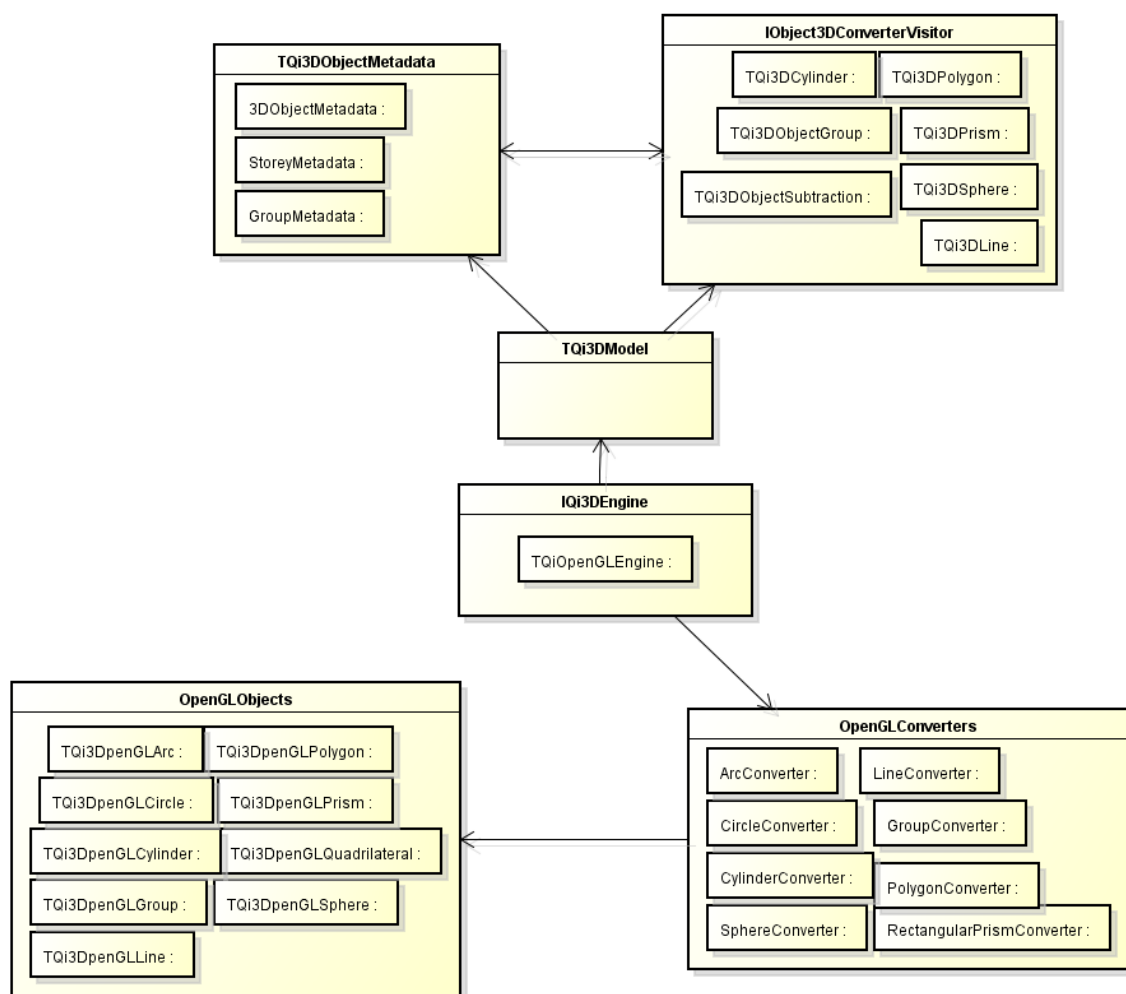 TQi3DObjectMetadata
3DObjectMetadata :
StoreyMetadata :
GroupMetadata :
IObject3DConverterVisitor
TQi3DCylinder :
TQi3DPolygon :
TQi3DObjectGroup :
TQi3DPrism :
TQi3DObjectSubtraction :
TQi3DSphere :
TQi3DLine :
TQi3DModel
IQi3DEngine
TQiOpenGLEngine :
OpenGLObjects
TQi3DpenGLArc :
TQi3DpenGLPolygon :
TQi3DpenGLCircle :
TQi3DpenGLPrism :
TQi3DpenGLCylinder :
TQi3DpenGLQuadrilateral :
TQi3DpenGLGroup :
TQi3DpenGLSphere :
TQi3DpenGLLine :
OpenGLConverters
ArcConverter :
LineConverter :
CircleConverter :
GroupConverter :
CylinderConverter :
PolygonConverter :
SphereConverter :
RectangularPrismConverter :